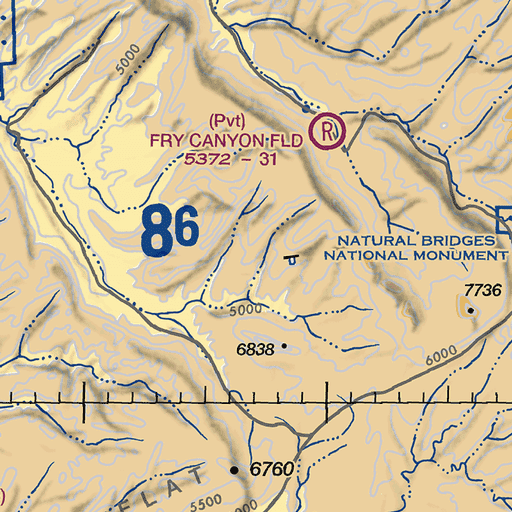 5000
(Pvt)
R
FRY CANYON FLD
5372 - 31
86
NATURAL BRIDGES
NATIONAL MONUMENT
7736
5000
6838
6000
6760
FLAT
5500
)